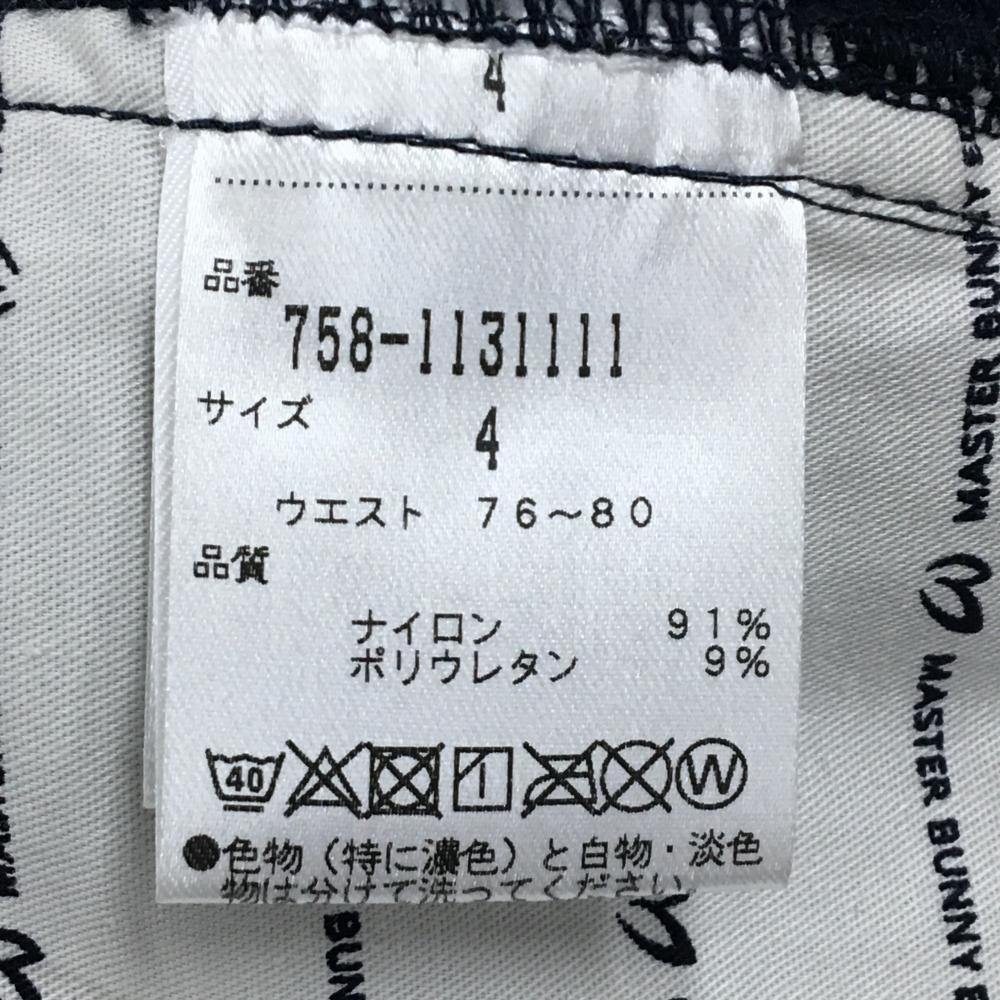 4
品番
758-1131111
サイズ
4
ウエスト 76~80
品質
ナイロン 91%
ポリウレタン 9%
40
W
●色物(特に濃色)と白物・淡色
物は分けて洗ってください
MASTER BUNNY E
MASTER BUNNY
MASTER BUNNY E
BUN